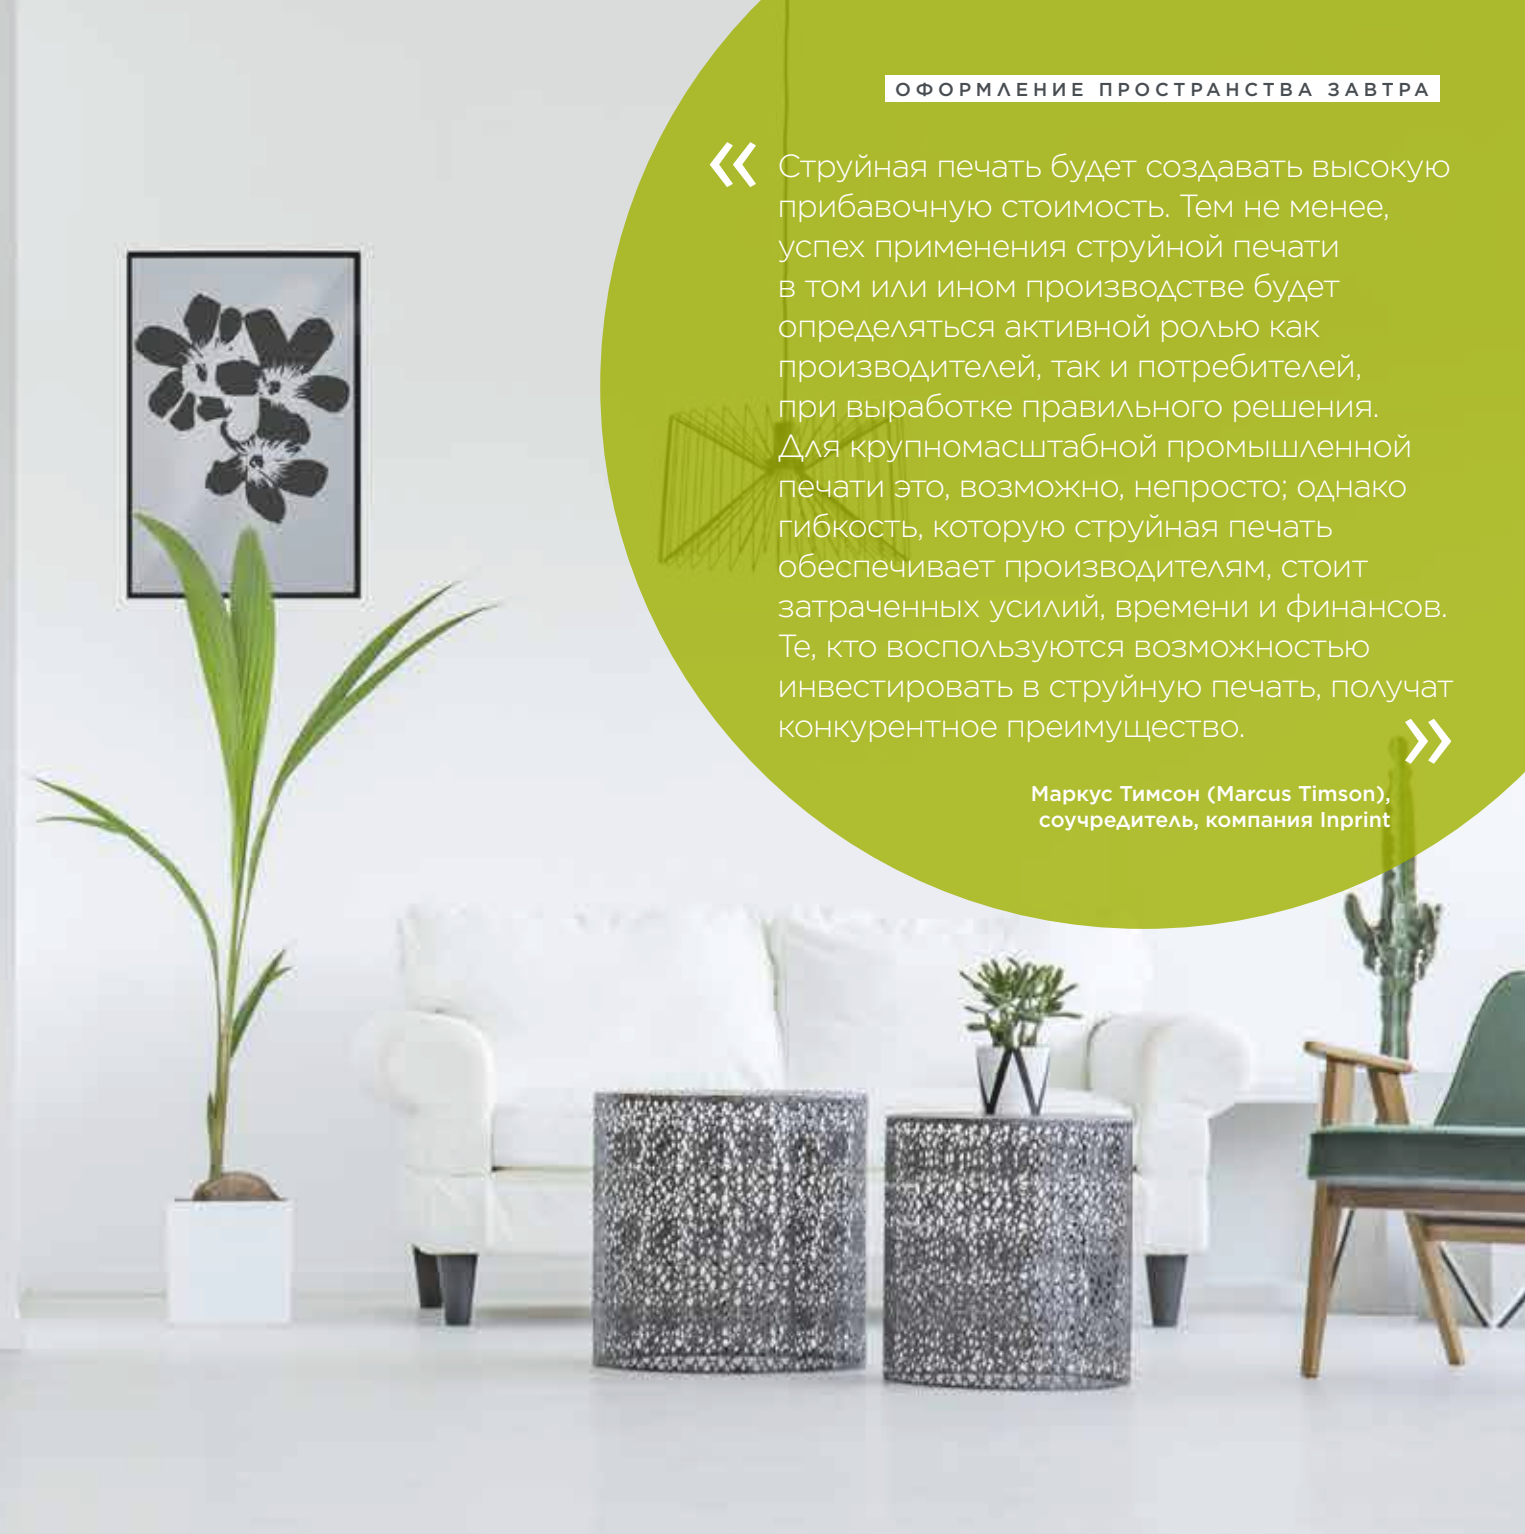 ОФОРМЛЕНИЕ ПРОСТРАНСТВА ЗАВТРА
« Струйная печать будет создавать высокую
прибавочную стоимость. Тем не менее,
успех применения струйной печати
в том или ином производстве будет
определяться активной ролью как
производителей, так и потребителей,
при выработке правильного решения.
Для крупномасштабной промышленной
печати это, возможно, непросто; однако
гибкость, которую струйная печать
обеспечивает производителям, стоит
затраченных усилий, времени и финансов.
Те, кто воспользуются возможностью
инвестировать в струйную печать, получат
конкурентное преимущество. »
Маркус Тимсон (Marcus Timson),
соучредитель, компания Inprint